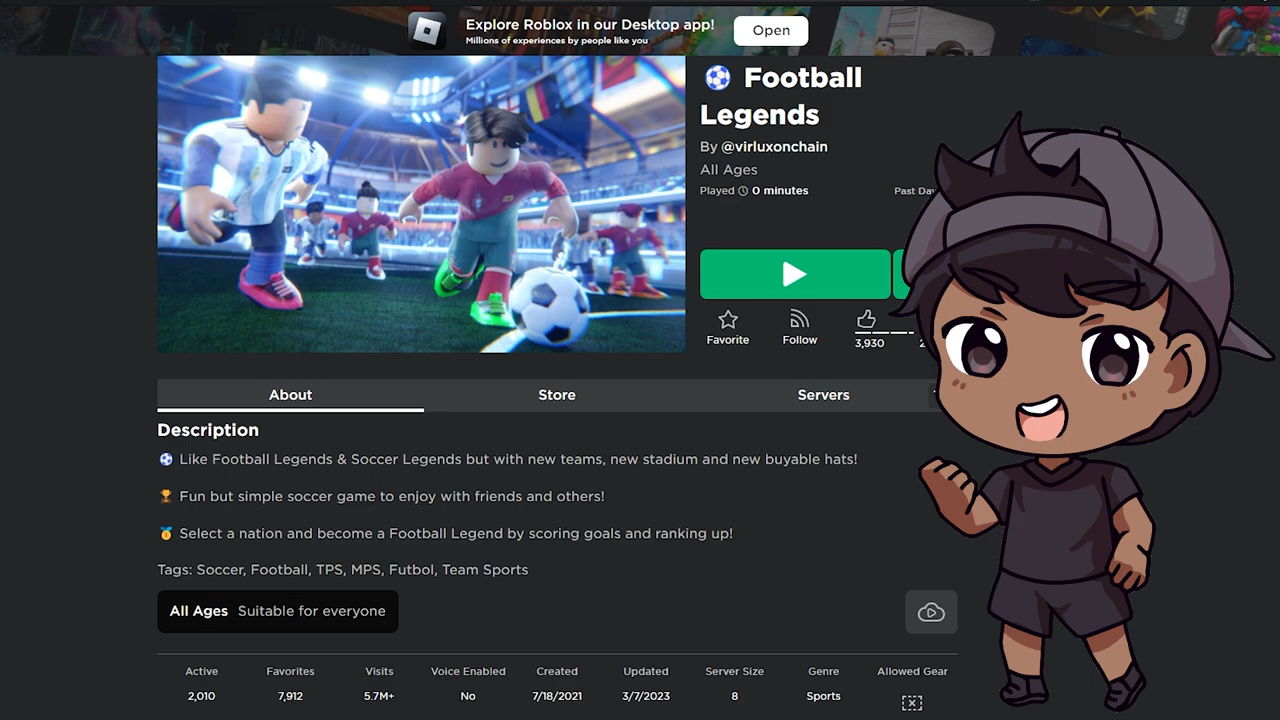 Explore Roblox in our Desktop app!
Millions of experiences by people like you
Open
⚽ Football
Legends
By @virluxonchain
All Ages
Played 0 minutes
Past Day
Favorite
Follow
3,930
About
Store
Servers
Description
⚽ Like Football Legends & Soccer Legends but with new teams, new stadium and new buyable hats!
🏆 Fun but simple soccer game to enjoy with friends and others!
🥇 Select a nation and become a Football Legend by scoring goals and ranking up!
Tags: Soccer, Football, TPS, MPS, Futbol, Team Sports
All Ages Suitable for everyone
Active Favorites Visits Voice Enabled Created Updated Server Size Genre Allowed Gear
2,010 7,912 5.7M+ No 7/18/2021 3/7/2023 8 Sports